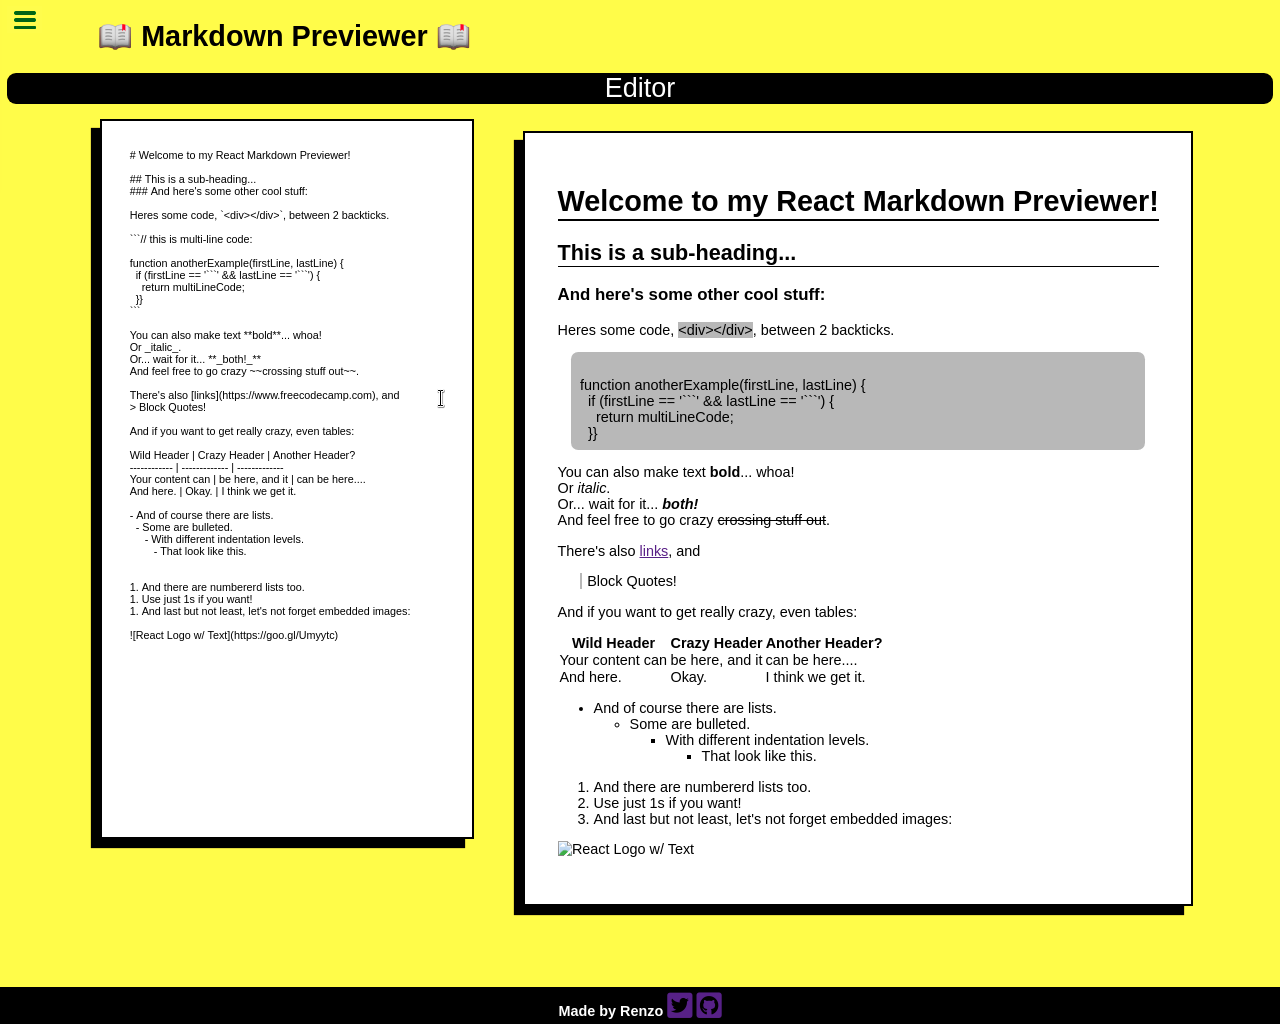 📖 Markdown Previewer 📖
Editor
# Welcome to my React Markdown Previewer!
## This is a sub-heading...
### And here's some other cool stuff:
Heres some code, `<div></div>`, between 2 backticks.
```// this is multi-line code:
function anotherExample(firstLine, lastLine) {
  if (firstLine == '```' && lastLine == '```') {
    return multiLineCode;
  }}
```
You can also make text **bold**... whoa!
Or _italic_.
Or... wait for it... **_both!_**
And feel free to go crazy ~~crossing stuff out~~.
There's also [links](https://www.freecodecamp.com), and
> Block Quotes!
And if you want to get really crazy, even tables:
Wild Header | Crazy Header | Another Header?
------------ | ------------- | -------------
Your content can | be here, and it | can be here....
And here. | Okay. | I think we get it.
- And of course there are lists.
  - Some are bulleted.
     - With different indentation levels.
        - That look like this.
1. And there are numbererd lists too.
1. Use just 1s if you want!
1. And last but not least, let's not forget embedded images:
![React Logo w/ Text](https://goo.gl/Umyytc)
Welcome to my React Markdown Previewer!
This is a sub-heading...
And here's some other cool stuff:
Heres some code, <div></div>, between 2 backticks.
function anotherExample(firstLine, lastLine) {
  if (firstLine == '```' && lastLine == '```') {
    return multiLineCode;
  }}
You can also make text bold... whoa!
Or italic.
Or... wait for it... both!
And feel free to go crazy crossing stuff out.
There's also links, and
Block Quotes!
And if you want to get really crazy, even tables:
Wild Header Crazy Header Another Header?
Your content can be here, and it can be here....
And here. Okay. I think we get it.
• And of course there are lists.
◦ Some are bulleted.
▪ With different indentation levels.
▪ That look like this.
1. And there are numbererd lists too.
2. Use just 1s if you want!
3. And last but not least, let's not forget embedded images:
React Logo w/ Text
Made by Renzo